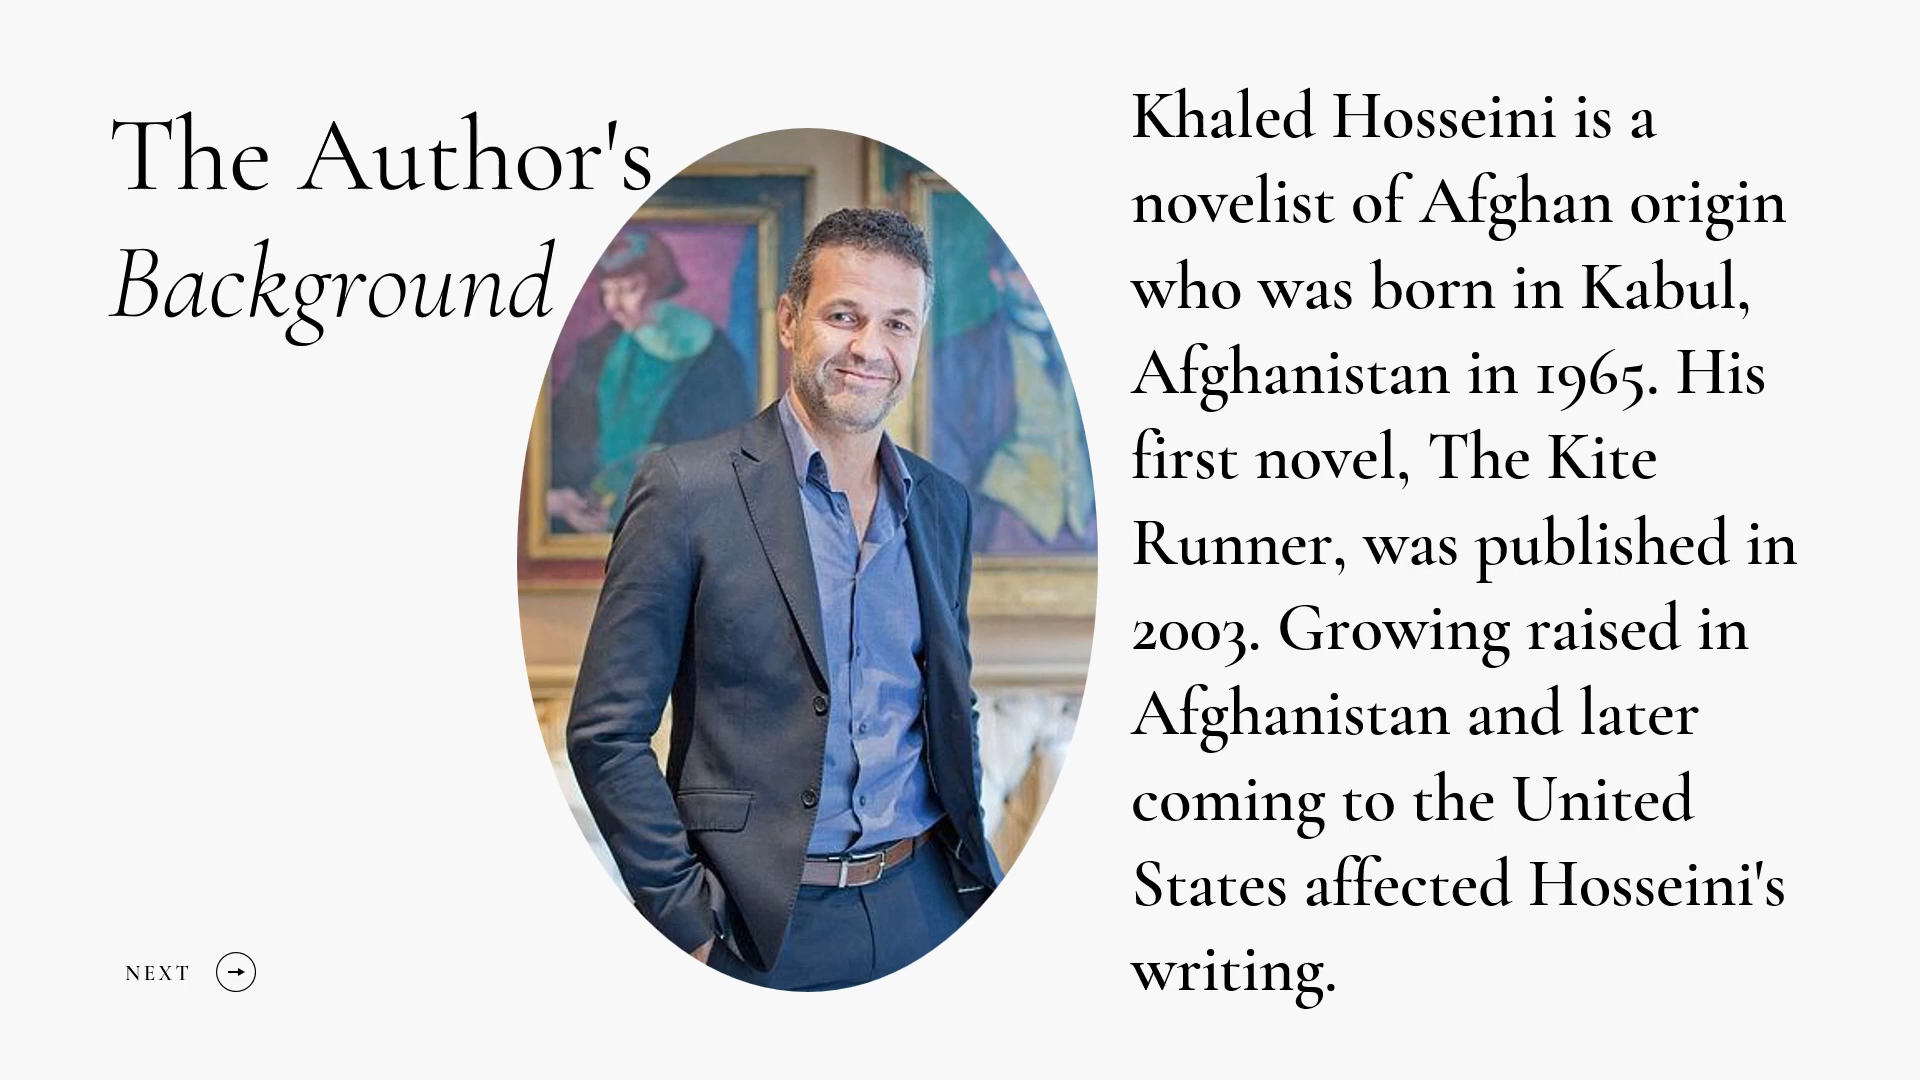 The Author's
Background
Khaled Hosseini is a
novelist of Afghan origin
who was born in Kabul,
Afghanistan in 1965. His
first novel, The Kite
Runner, was published in
2003. Growing raised in
Afghanistan and later
coming to the United
States affected Hosseini's
writing.
NEXT